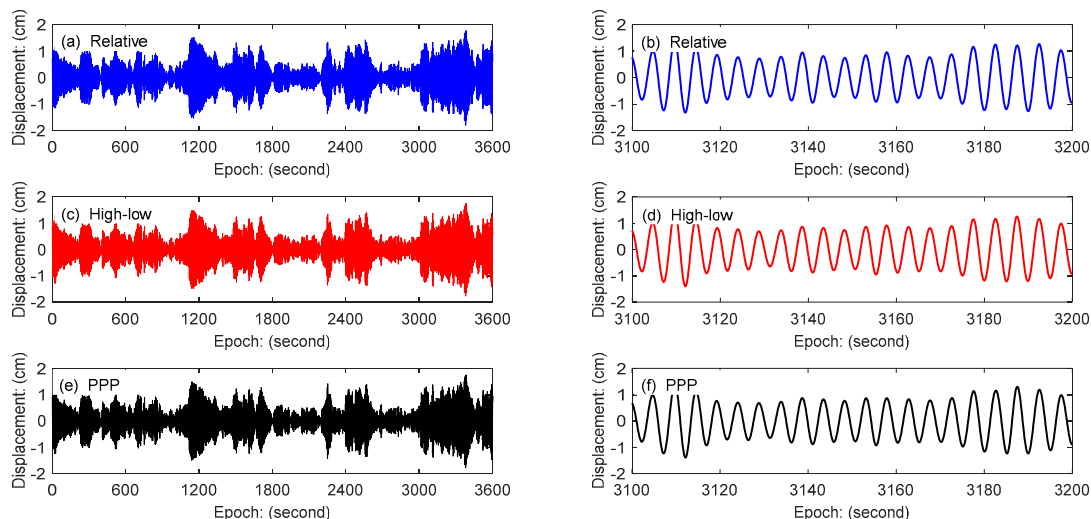 (a) Relative
Displacement: (cm)
2
1
0
-1
-2
0 600 1200 1800 2400 3000 3600
Epoch: (second)
(b) Relative
Displacement: (cm)
2
1
0
-1
-2
3100 3120 3140 3160 3180 3200
Epoch: (second)
(c) High-low
Displacement: (cm)
2
1
0
-1
-2
0 600 1200 1800 2400 3000 3600
Epoch: (second)
(d) High-low
Displacement: (cm)
2
1
0
-1
-2
3100 3120 3140 3160 3180 3200
Epoch: (second)
(e) PPP
Displacement: (cm)
2
1
0
-1
-2
0 600 1200 1800 2400 3000 3600
Epoch: (second)
(f) PPP
Displacement: (cm)
2
1
0
-1
-2
3100 3120 3140 3160 3180 3200
Epoch: (second)